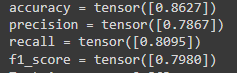 accuracy = tensor([0.8627])
precision = tensor([0.7867])
recall = tensor([0.8095])
f1_score = tensor([0.7980])